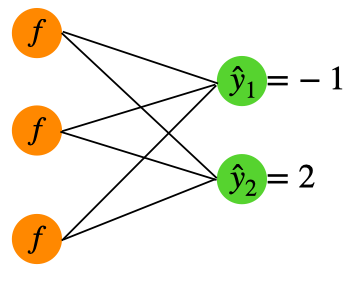 f
ŷ₁ = − 1
f
ŷ₂ = 2
f